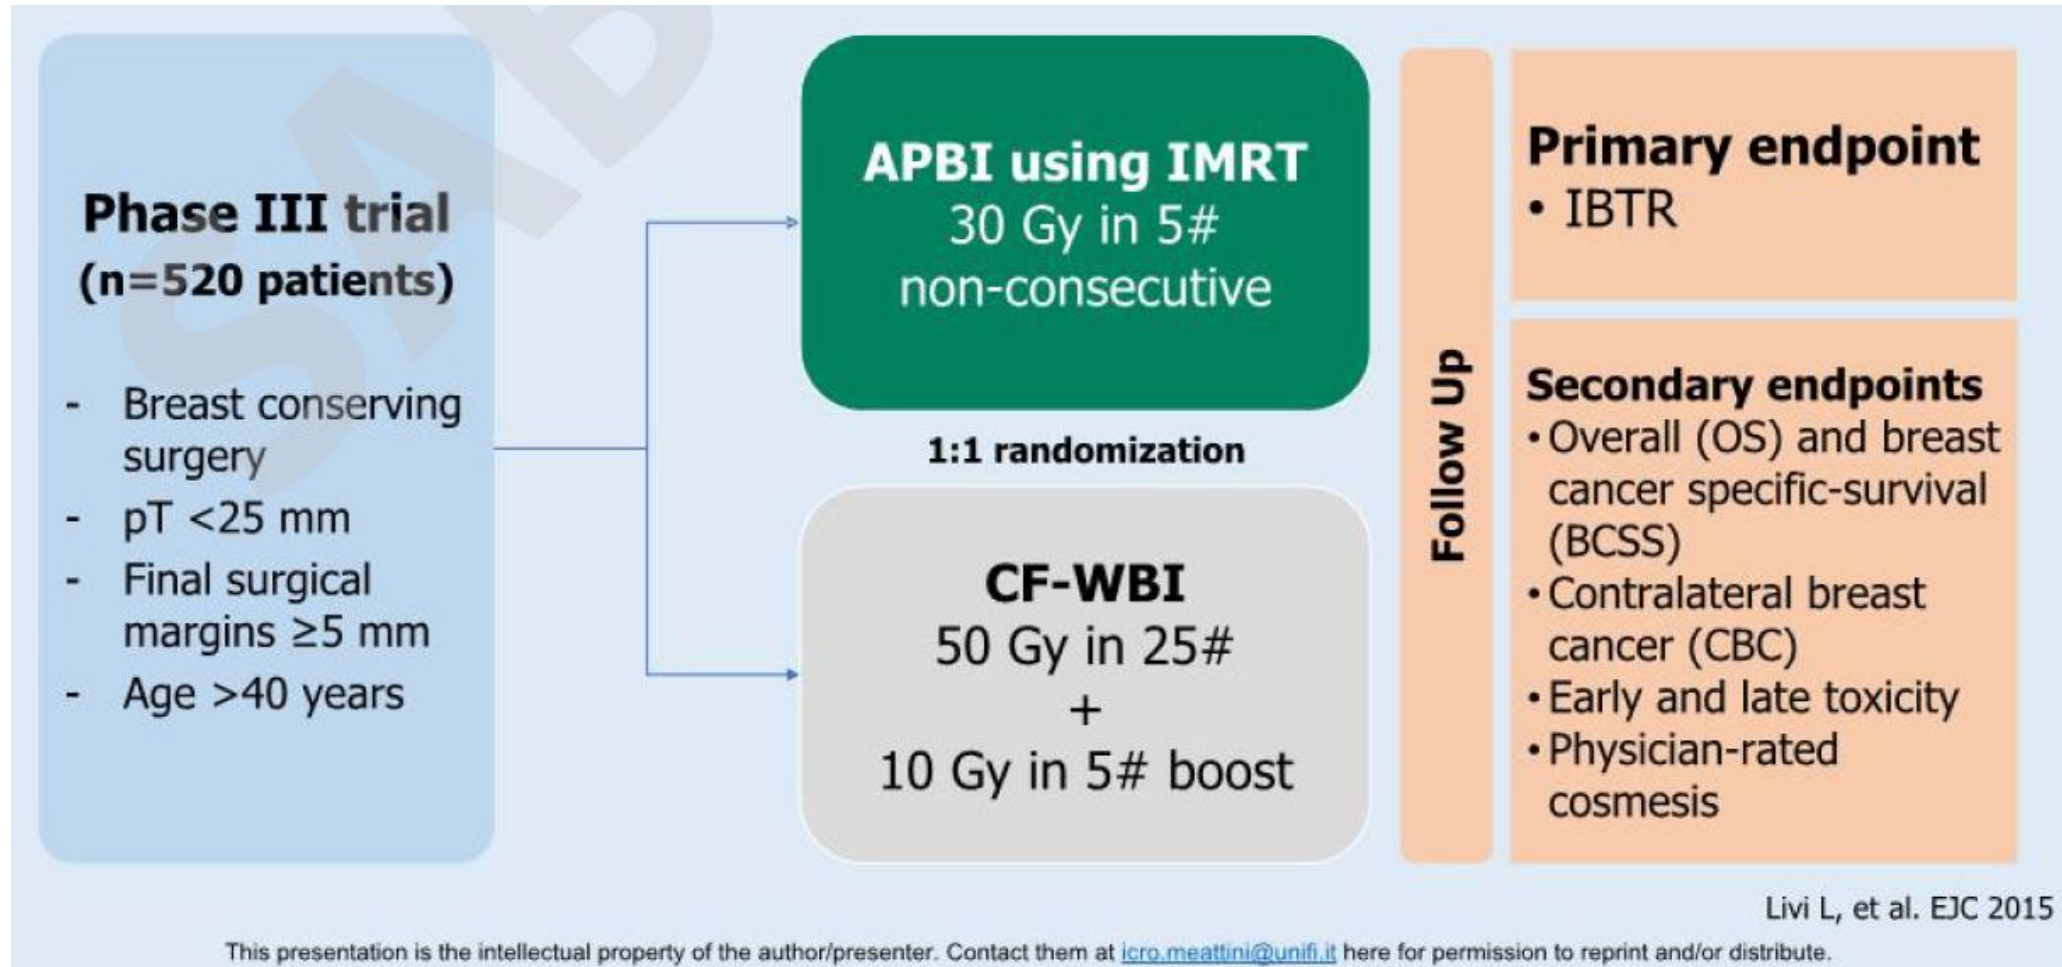 Phase III trial
(n=520 patients)
- Breast conserving
surgery
- pT <25 mm
- Final surgical
margins ≥5 mm
- Age >40 years
APBI using IMRT
30 Gy in 5#
non-consecutive
1:1 randomization
CF-WBI
50 Gy in 25#
+
10 Gy in 5# boost
Follow Up
Primary endpoint
• IBTR
Secondary endpoints
• Overall (OS) and breast
cancer specific-survival
(BCSS)
• Contralateral breast
cancer (CBC)
• Early and late toxicity
• Physician-rated
cosmesis
Livi L, et al. EJC 2015
This presentation is the intellectual property of the author/presenter. Contact them at icro.meattini@unifi.it here for permission to reprint and/or distribute.